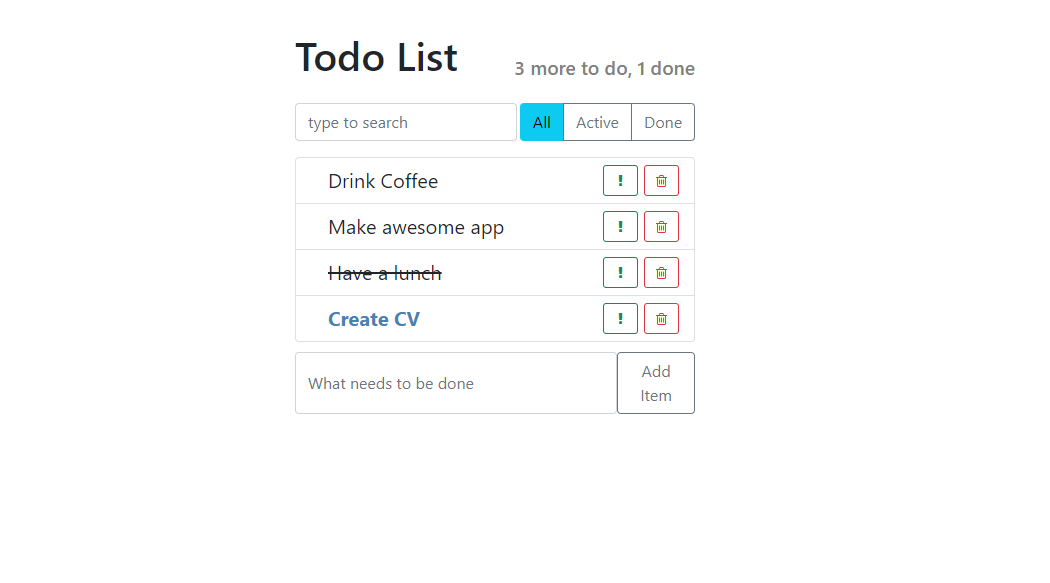 Todo List
3 more to do, 1 done
type to search
All
Active
Done
Drink Coffee
!
Make awesome app
!
Have a lunch
!
Create CV
!
What needs to be done
Add
Item